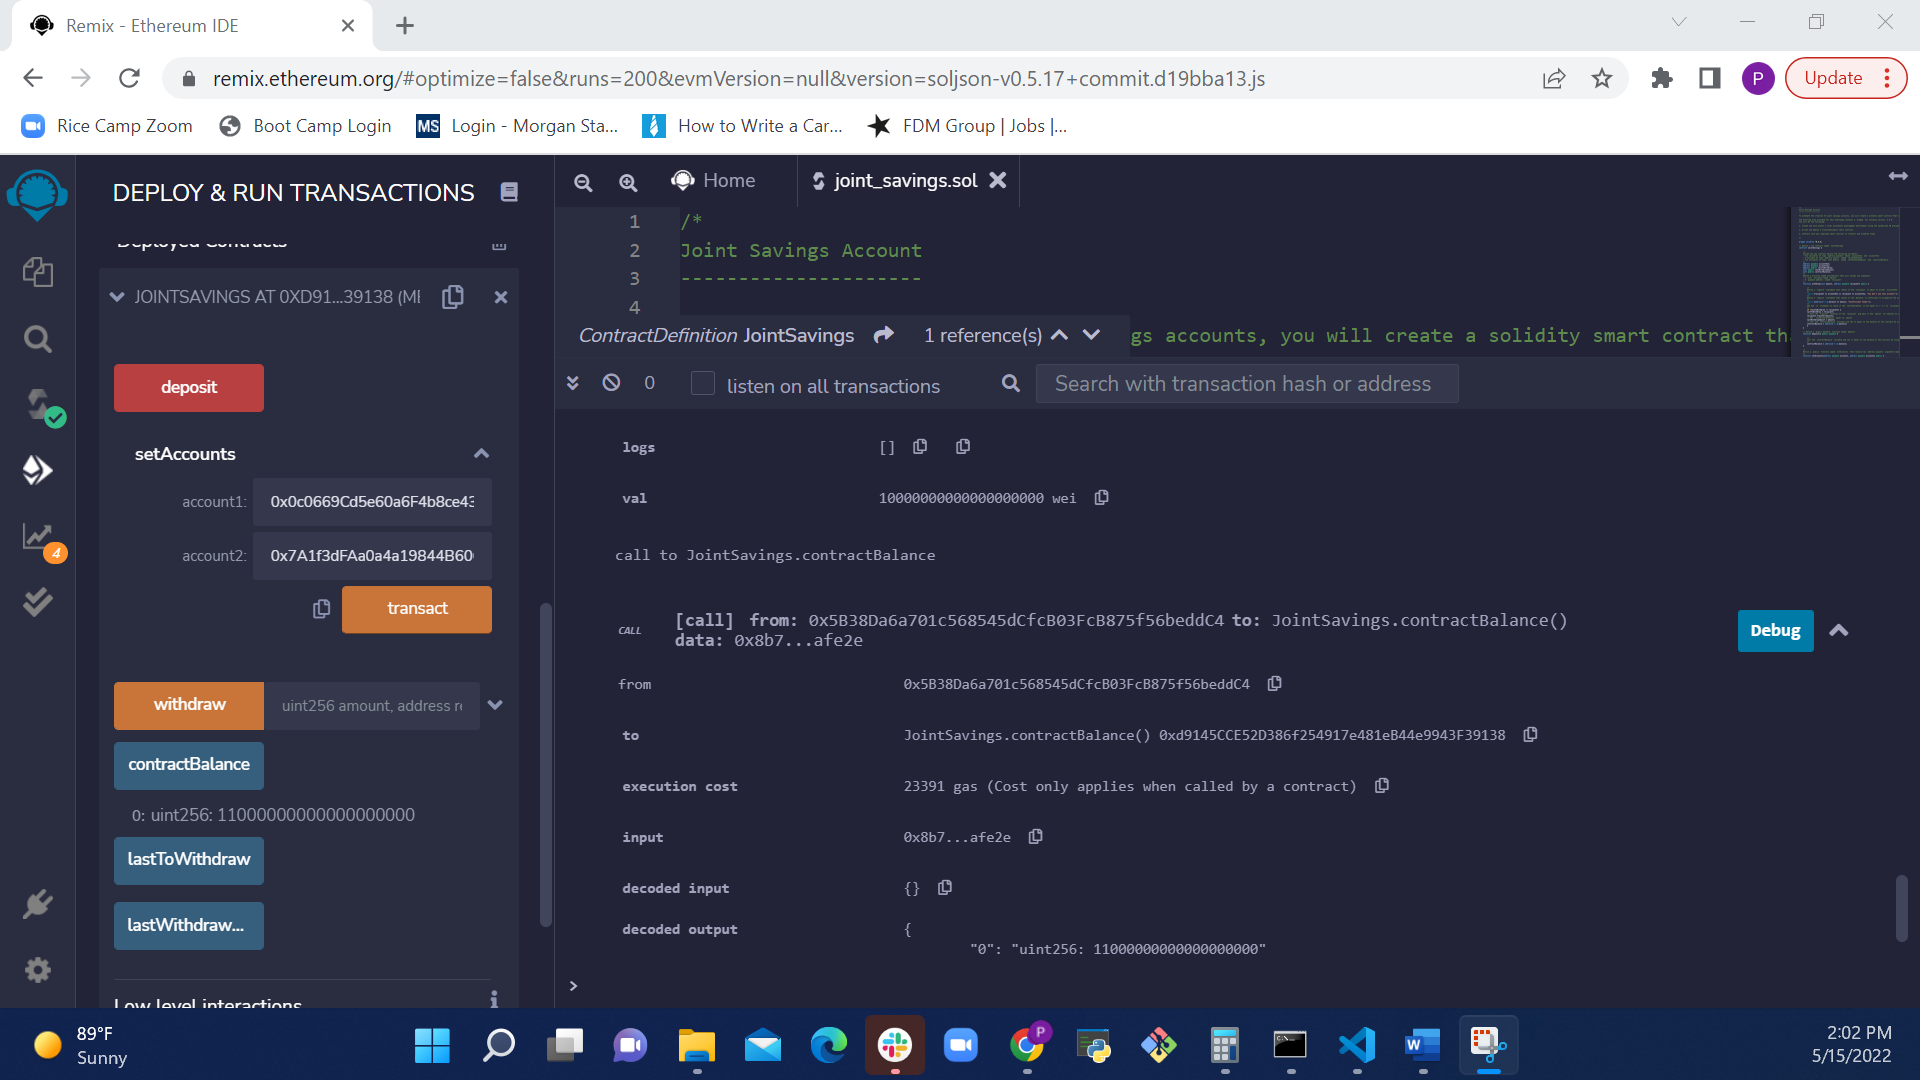 Remix - Ethereum IDE
remix.ethereum.org/#optimize=false&runs=200&evmVersion=null&version=soljson-v0.5.17+commit.d19bba13.js
P
Update
Rice Camp Zoom
Boot Camp Login
MS
Login - Morgan Sta...
How to Write a Car...
FDM Group | Jobs |...
DEPLOY & RUN TRANSACTIONS
Deployed Contracts
JOINTSAVINGS AT 0XD91...39138 (ME
deposit
setAccounts
account1:
0x0c0669Cd5e60a6F4b8ce43
account2:
0x7A1f3dFAa0a4a19844B60
transact
withdraw
uint256 amount, address re
contractBalance
0: uint256: 11000000000000000000
lastToWithdraw
lastWithdraw...
Low level interactions
4
Home
joint_savings.sol
1 /*
2 Joint Savings Account
3 ---------------------
4
ContractDefinition JointSavings
1 reference(s)
gs accounts, you will create a solidity smart contract th
0
listen on all transactions
Search with transaction hash or address
logs
[]
val
10000000000000000000 wei
call to JointSavings.contractBalance
CALL
[call] from: 0x5B38Da6a701c568545dCfcB03FcB875f56beddC4 to: JointSavings.contractBalance()
data: 0x8b7...afe2e
Debug
from
0x5B38Da6a701c568545dCfcB03FcB875f56beddC4
to
JointSavings.contractBalance() 0xd9145CCE52D386f254917e481eB44e9943F39138
execution cost
23391 gas (Cost only applies when called by a contract)
input
0x8b7...afe2e
decoded input
{}
decoded output
{
"0": "uint256: 11000000000000000000"
>
89°F
Sunny
P
2:02 PM
5/15/2022